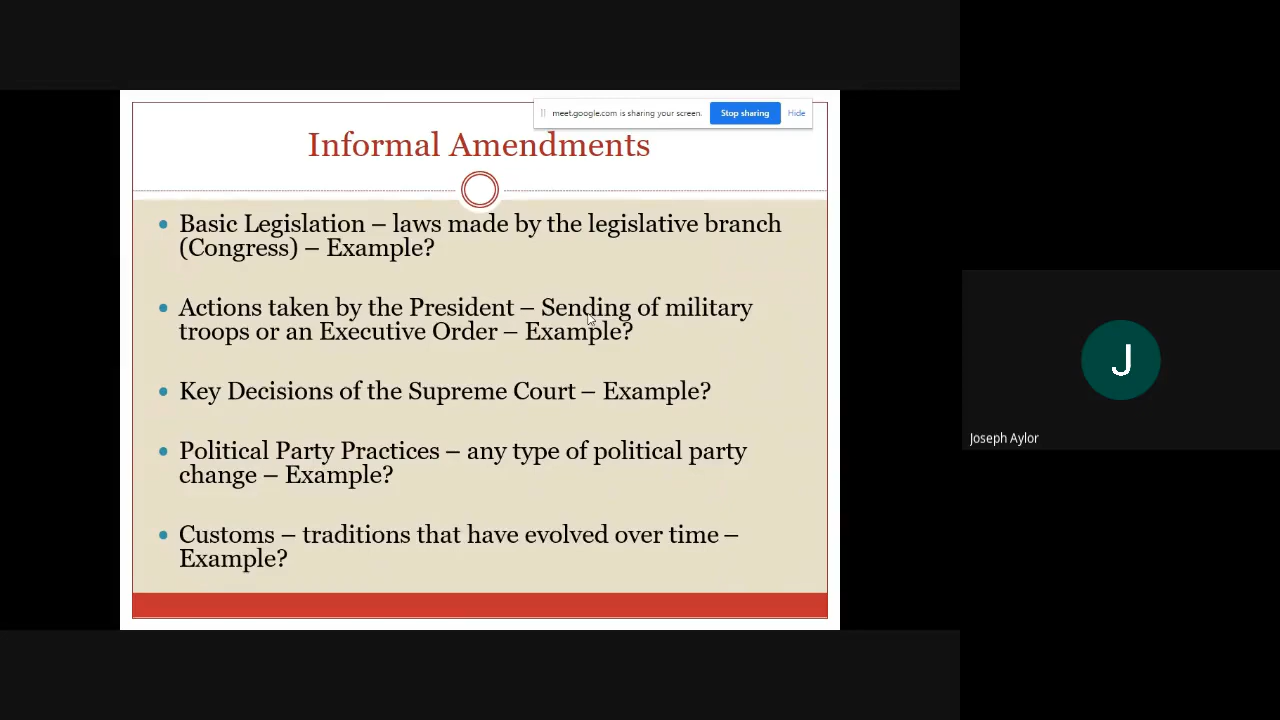 meet.google.com is sharing your screen.
Stop sharing
Hide
Informal Amendments
• Basic Legislation – laws made by the legislative branch
(Congress) – Example?
• Actions taken by the President – Sending of military
troops or an Executive Order – Example?
• Key Decisions of the Supreme Court – Example?
• Political Party Practices – any type of political party
change – Example?
• Customs – traditions that have evolved over time –
Example?
J
Joseph Aylor